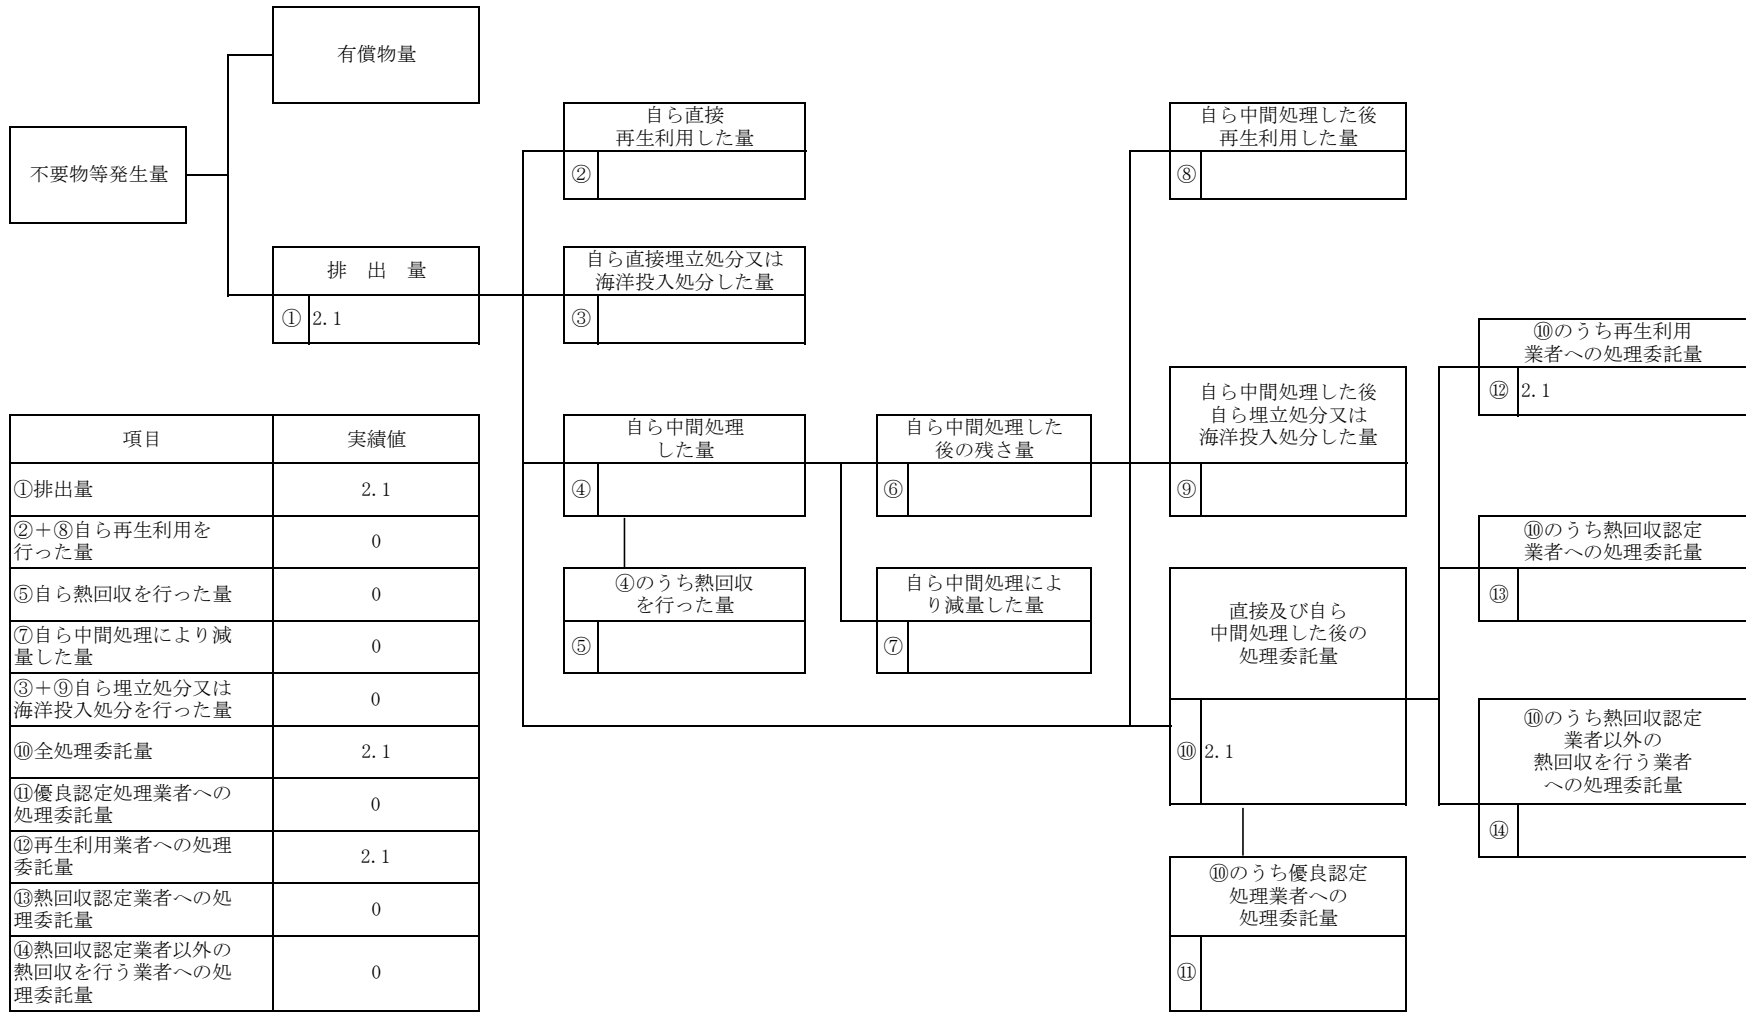 有償物量
不要物等発生量
排　出　量
① 2.1
自ら直接
再生利用した量
②
自ら直接埋立処分又は
海洋投入処分した量
③
自ら中間処理
した量
④
④のうち熱回収
を行った量
⑤
自ら中間処理した
後の残さ量
⑥
自ら中間処理によ
り減量した量
⑦
自ら中間処理した後
再生利用した量
⑧
自ら中間処理した後
自ら埋立処分又は
海洋投入処分した量
⑨
直接及び自ら
中間処理した後の
処理委託量
⑩ 2.1
⑩のうち優良認定
処理業者への
処理委託量
⑪
⑩のうち再生利用
業者への処理委託量
⑫ 2.1
⑩のうち熱回収認定
業者への処理委託量
⑬
⑩のうち熱回収認定
業者以外の
熱回収を行う業者
への処理委託量
⑭
項目 実績値
①排出量 2.1
②＋⑧自ら再生利用を
行った量 0
⑤自ら熱回収を行った量 0
⑦自ら中間処理により減
量した量 0
③＋⑨自ら埋立処分又は
海洋投入処分を行った量 0
⑩全処理委託量 2.1
⑪優良認定処理業者への
処理委託量 0
⑫再生利用業者への処理
委託量 2.1
⑬熱回収認定業者への処
理委託量 0
⑭熱回収認定業者以外の
熱回収を行う業者への処
理委託量 0